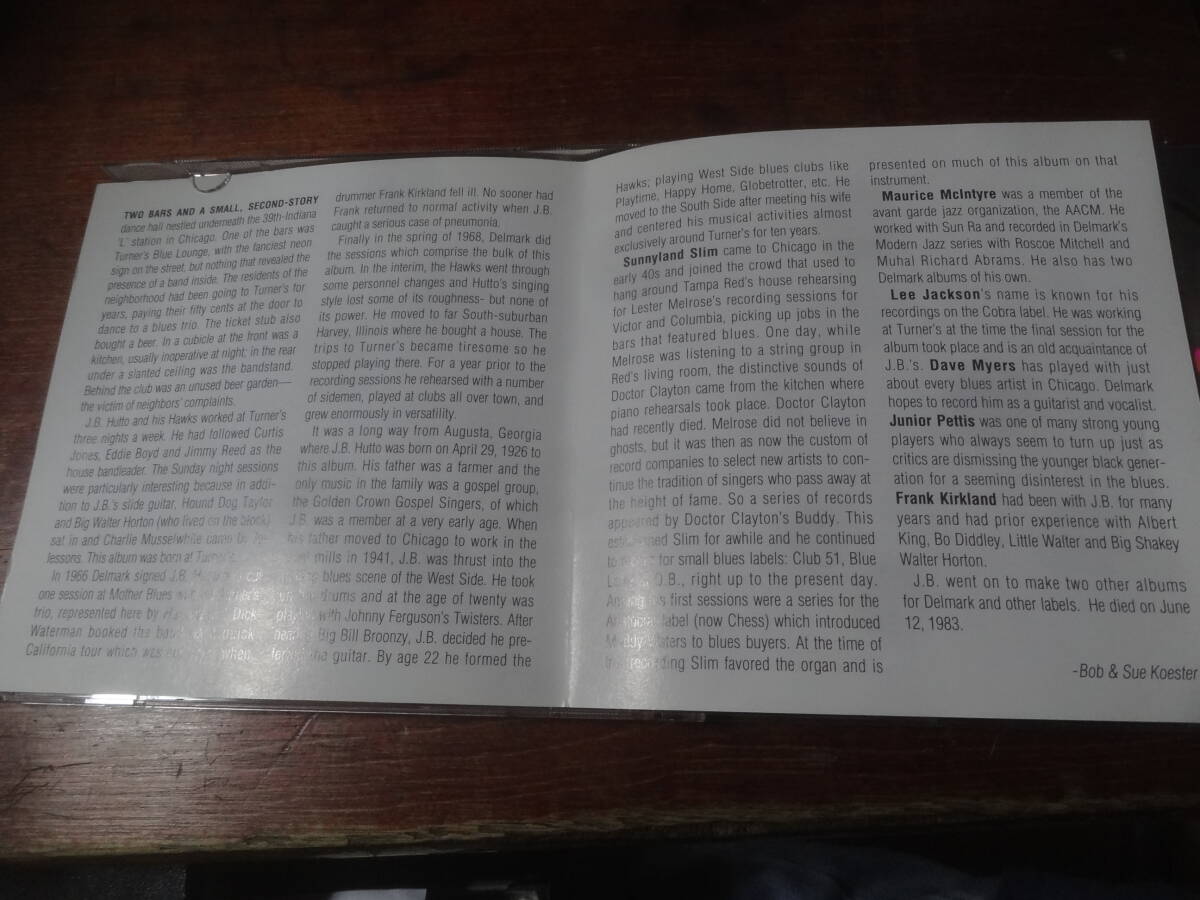 TWO BARS AND A SMALL, SECOND-STORY
dance hall nestled underneath the 39th-Indiana
'L' station in Chicago. One of the bars was
Turner's Blue Lounge, with the fanciest neon
sign on the street, but nothing that revealed the
presence of a band inside. The residents of the
neighborhood had been going to Turner's for
years, paying their fifty cents at the door to
dance to a blues trio. The ticket stub also
bought a beer. In a cubicle at the front was a
kitchen, usually inoperative at night; in the rear
under a slanted ceiling was the bandstand.
Behind the club was an unused beer garden—
the victim of neighbors' complaints.
J.B. Hutto and his Hawks worked at Turner's
three nights a week. He had followed Curtis
Jones, Eddie Boyd and Jimmy Reed as the
house bandleader. The Sunday night sessions
were particularly interesting because in addi-
tion to J.B.'s slide guitar, Hound Dog Taylor
and Big Walter Horton (who lived on the block)
sat in and Charlie Musselwhite came by for
lessons. This album was born at Turner's
In 1966 Delmark signed J.B.
one session at Mother Blues
trio, represented here by
Waterman booked the band
California tour which was when
drummer Frank Kirkland fell ill. No sooner had
Frank returned to normal activity when J.B.
caught a serious case of pneumonia.
Finally in the spring of 1968, Delmark did
the sessions which comprise the bulk of this
album. In the interim, the Hawks went through
some personnel changes and Hutto's singing
style lost some of its roughness- but none of
its power. He moved to far South-suburban
Harvey, Illinois where he bought a house. The
trips to Turner's became tiresome so he
stopped playing there. For a year prior to the
recording sessions he rehearsed with a number
of sidemen, played at clubs all over town, and
grew enormously in versatility.
It was a long way from Augusta, Georgia
where J.B. Hutto was born on April 29, 1926 to
this album. His father was a farmer and the
only music in the family was a gospel group,
the Golden Crown Gospel Singers, of which
J.B. was a member at a very early age. When
his father moved to Chicago to work in the
mills in 1941, J.B. was thrust into the
blues scene of the West Side. He took
drums and at the age of twenty was
with Johnny Ferguson's Twisters. After
Big Bill Broonzy, J.B. decided he pre-
guitar. By age 22 he formed the
Hawks; playing West Side blues clubs like
Playtime, Happy Home, Globetrotter, etc. He
moved to the South Side after meeting his wife
and centered his musical activities almost
exclusively around Turner's for ten years.
Sunnyland Slim came to Chicago in the
early 40s and joined the crowd that used to
hang around Tampa Red's house rehearsing
for Lester Melrose's recording sessions for
Victor and Columbia, picking up jobs in the
bars that featured blues. One day, while
Melrose was listening to a string group in
Red's living room, the distinctive sounds of
Doctor Clayton came from the kitchen where
piano rehearsals took place. Doctor Clayton
had recently died. Melrose did not believe in
ghosts, but it was then as now the custom of
record companies to select new artists to con-
tinue the tradition of singers who pass away at
the height of fame. So a series of records
appeared by Doctor Clayton's Buddy. This
established Slim for awhile and he continued
to for small blues labels: Club 51, Blue
O.B., right up to the present day.
Among his first sessions were a series for the
label (now Chess) which introduced
Muddy Waters to blues buyers. At the time of
recording Slim favored the organ and is
presented on much of this album on that
instrument.
Maurice McIntyre was a member of the
avant garde jazz organization, the AACM. He
worked with Sun Ra and recorded in Delmark's
Modern Jazz series with Roscoe Mitchell and
Muhal Richard Abrams. He also has two
Delmark albums of his own.
Lee Jackson's name is known for his
recordings on the Cobra label. He was working
at Turner's at the time the final session for the
album took place and is an old acquaintance of
J.B.'s. Dave Myers has played with just
about every blues artist in Chicago. Delmark
hopes to record him as a guitarist and vocalist.
Junior Pettis was one of many strong young
players who always seem to turn up just as
critics are dismissing the younger black gener-
ation for a seeming disinterest in the blues.
Frank Kirkland had been with J.B. for many
years and had prior experience with Albert
King, Bo Diddley, Little Walter and Big Shakey
Walter Horton.
J.B. went on to make two other albums
for Delmark and other labels. He died on June
12, 1983.
-Bob & Sue Koester